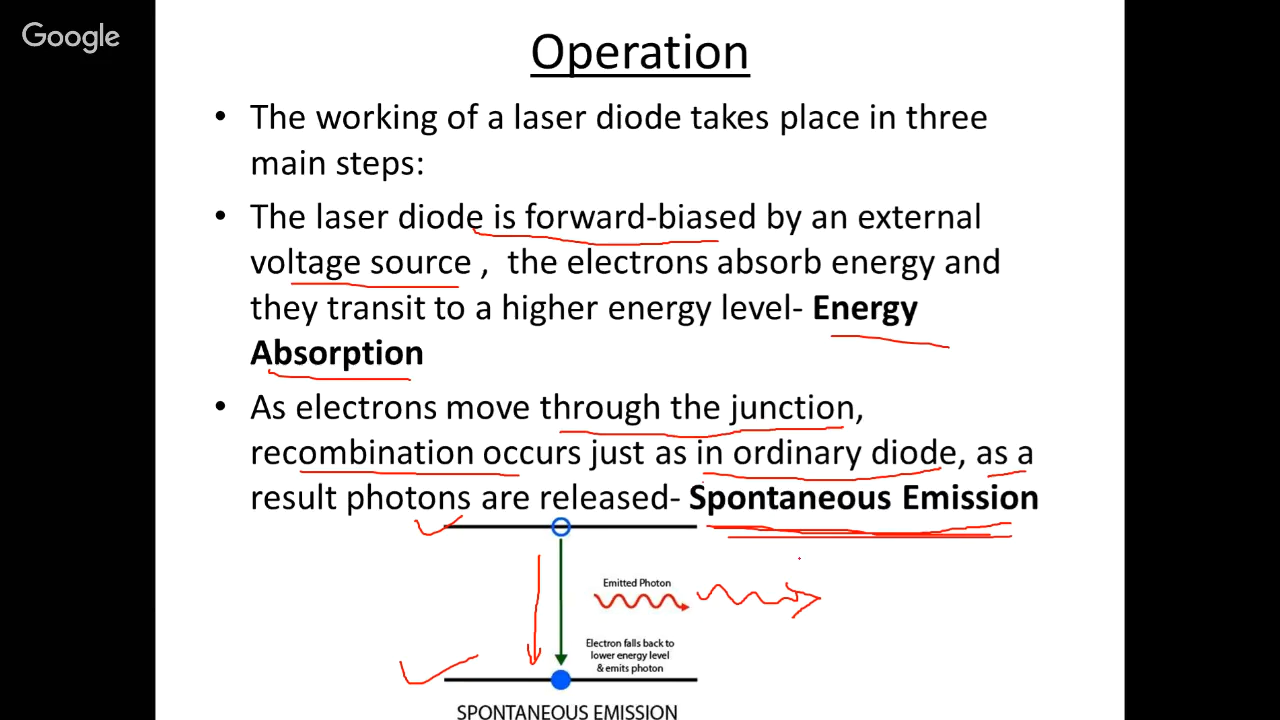 Google
Operation
• The working of a laser diode takes place in three
main steps:
• The laser diode is forward-biased by an external
voltage source , the electrons absorb energy and
they transit to a higher energy level- Energy
Absorption
• As electrons move through the junction,
recombination occurs just as in ordinary diode, as a
result photons are released- Spontaneous Emission
Emitted Photon
Electron falls back to
lower energy level
& emits photon
SPONTANEOUS EMISSION